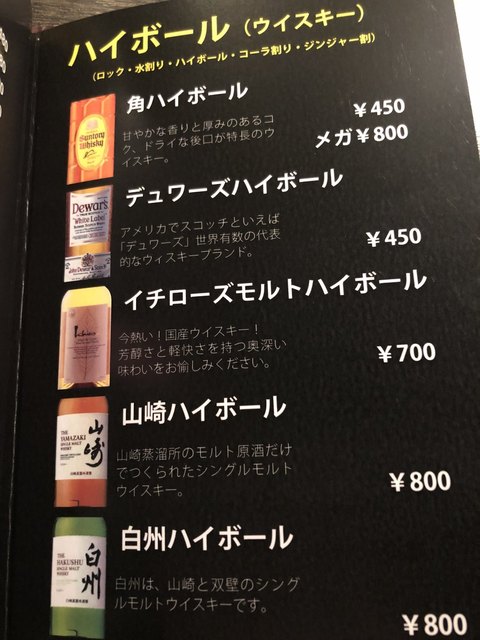 ハイボール（ウイスキー）
（ロック・水割り・ハイボール・コーラ割り・ジンジャー割）
角ハイボール
¥450
甘やかな香りと厚みのあるコ
ク、ドライな後口が特長のウ
イスキー。
メガ¥800
Suntory
Whisky
デュワーズハイボール
Dewar's
White Label
アメリカでスコッチといえば
「デュワーズ」世界有数の代表
的なウィスキーブランド。
¥450
イチローズモルトハイボール
今熱い！国産ウイスキー！
芳醇さと軽快さを持つ奥深い
味わいをお愉しみください。
¥700
山崎ハイボール
THE
YAMAZAKI
SINGLE MALT
WHISKY
山崎
山崎蒸溜所のモルト原酒だけ
でつくられたシングルモルト
ウイスキー。
¥800
白州ハイボール
THE
HAKUSHU
SINGLE MALT
WHISKY
白州
白州は、山崎と双壁のシング
ルモルトウイスキーです。
¥800